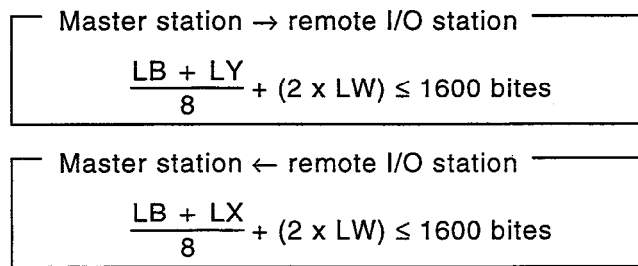 Master station → remote I/O station
LB + LY
8
+ (2 x LW) ≤ 1600 bites
Master station ← remote I/O station
LB + LX
8
+ (2 x LW) ≤ 1600 bites